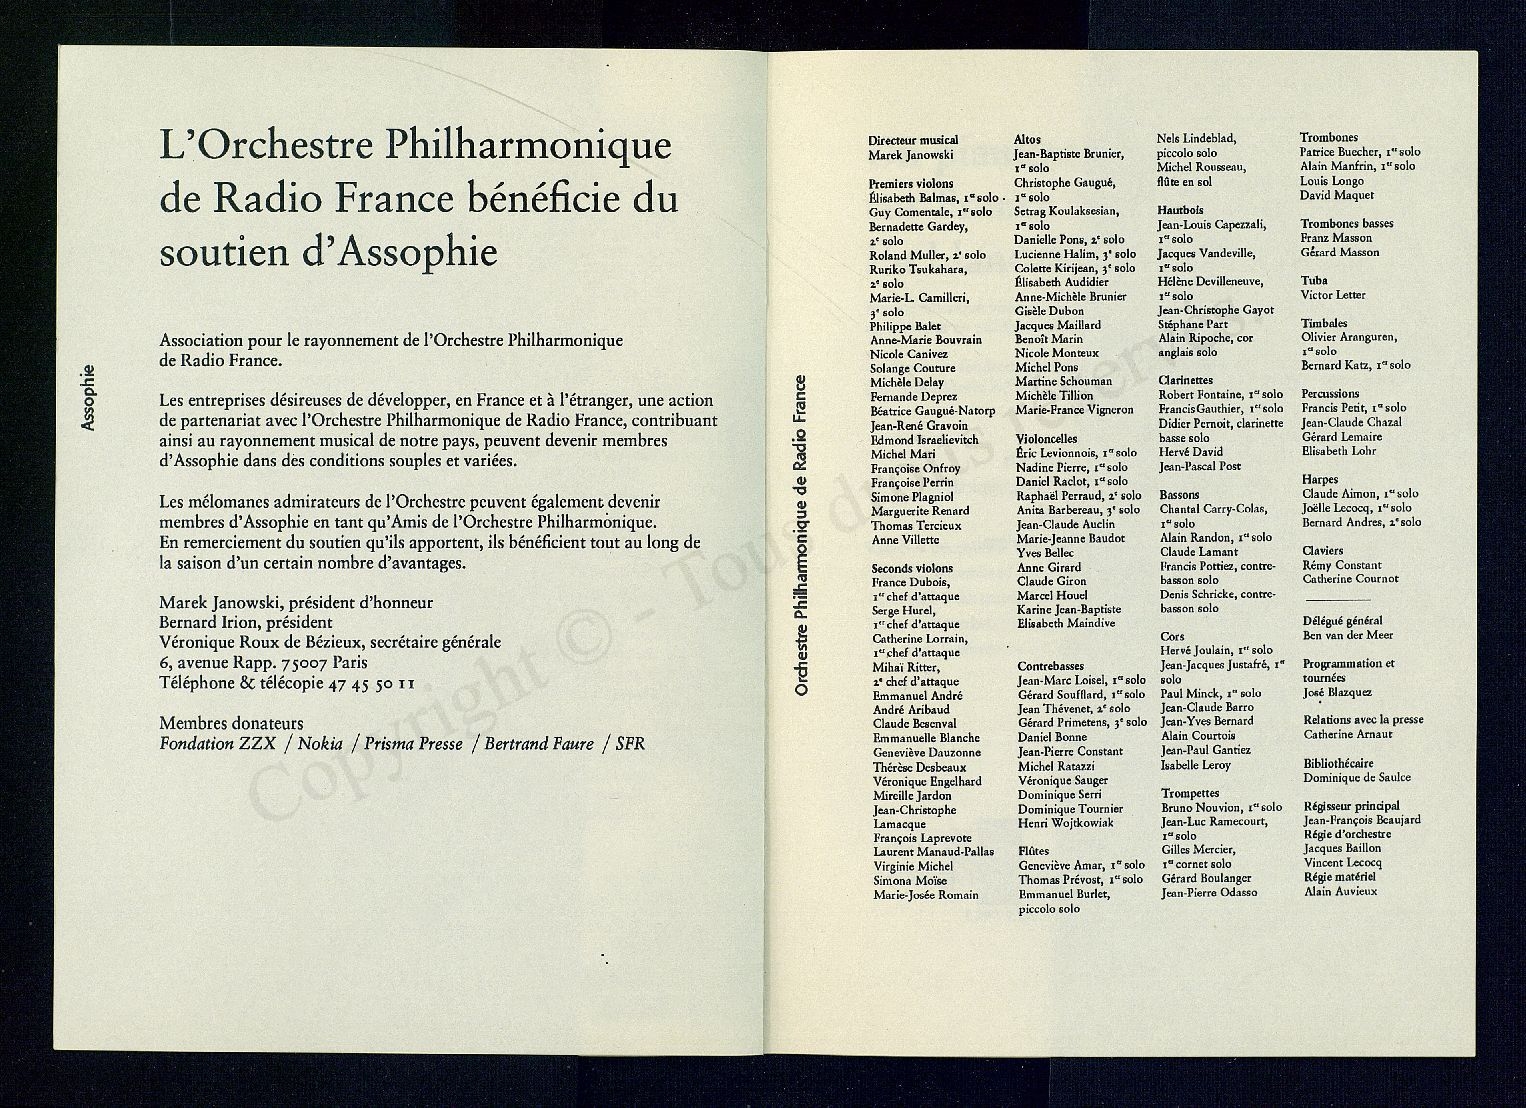 Assophie
L'Orchestre Philharmonique
de Radio France bénéficie du
soutien d'Assophie
Association pour le rayonnement de l'Orchestre Philharmonique
de Radio France.
Les entreprises désireuses de développer, en France et à l'étranger, une action
de partenariat avec l'Orchestre Philharmonique de Radio France, contribuant
ainsi au rayonnement musical de notre pays, peuvent devenir membres
d'Assophie dans des conditions souples et variées.
Les mélomanes admirateurs de l'Orchestre peuvent également devenir
membres d'Assophie en tant qu'Amis de l'Orchestre Philharmonique.
En remerciement du soutien qu'ils apportent, ils bénéficient tout au long de
la saison d'un certain nombre d'avantages.
Marek Janowski, président d'honneur
Bernard Irion, président
Véronique Roux de Bézieux, secrétaire générale
6, avenue Rapp. 75007 Paris
Téléphone & télécopie 47 45 50 11
Membres donateurs
Fondation ZZX / Nokia / Prisma Presse / Bertrand Faure / SFR
Orchestre Philharmonique de Radio France
Directeur musical
Marek Janowski
Premiers violons
Élisabeth Balmas, 1er solo
Guy Comentale, 1er solo
Bernadette Gardey,
2e solo
Roland Muller, 2e solo
Ruriko Tsukahara,
2e solo
Marie-L. Camilleri,
3e solo
Philippe Balet
Anne-Marie Bouvrain
Nicole Canivez
Solange Couture
Michèle Delay
Fernande Deprez
Béatrice Gaugué-Natorp
Jean-René Gravoin
Edmond Israelievitch
Michel Mari
Françoise Onfroy
Françoise Perrin
Simone Plagniol
Marguerite Renard
Thomas Tercieux
Anne Villette
Seconds violons
France Dubois,
1er chef d'attaque
Serge Hurel,
1er chef d'attaque
Catherine Lorrain,
1er chef d'attaque
Mihaï Ritter,
2e chef d'attaque
Emmanuel André
André Aribaud
Claude Besenval
Emmanuelle Blanche
Geneviève Dauzonne
Thérèse Desbeaux
Véronique Engelhard
Mireille Jardon
Jean-Christophe
Lamacque
François Laprevote
Laurent Manaud-Pallas
Virginie Michel
Simona Moïse
Marie-Josée Romain
Altos
Jean-Baptiste Brunier,
1er solo
Christophe Gaugué,
1er solo
Setrag Koulaksesian,
1er solo
Danielle Pons, 2e solo
Lucienne Halim, 3e solo
Colette Kirijean, 3e solo
Élisabeth Audidier
Anne-Michèle Brunier
Gisèle Dubon
Jacques Maillard
Benoît Marin
Nicole Monteux
Michel Pons
Martine Schouman
Michèle Tillion
Marie-France Vigneron
Violoncelles
Éric Levionnois, 1er solo
Nadine Pierre, 1er solo
Daniel Raclot, 1er solo
Raphaël Perraud, 2e solo
Anita Barbereau, 3e solo
Jean-Claude Auclin
Marie-Jeanne Baudot
Yves Bellec
Anne Girard
Claude Giron
Marcel Houel
Karine Jean-Baptiste
Elisabeth Maindive
Contrebasses
Jean-Marc Loisel, 1er solo
Gérard Soufflard, 1er solo
Jean Thévenet, 2e solo
Gérard Primetens, 3e solo
Daniel Bonne
Jean-Pierre Constant
Michel Ratazzi
Véronique Sauger
Dominique Serri
Dominique Tournier
Henri Wojtkowiak
Flûtes
Geneviève Amar, 1er solo
Thomas Prévost, 1er solo
Emmanuel Burlet,
piccolo solo
Nels Lindeblad,
piccolo solo
Michel Rousseau,
flûte en sol
Hautbois
Jean-Louis Capezzali,
1er solo
Jacques Vandeville,
1er solo
Hélène Devilleneuve,
1er solo
Jean-Christophe Gayot
Stéphane Part
Alain Ripoche, cor
anglais solo
Clarinettes
Robert Fontaine, 1er solo
Francis Gauthier, 1er solo
Didier Pernoit, clarinette
basse solo
Hervé David
Jean-Pascal Post
Bassons
Chantal Carry-Colas,
1er solo
Alain Randon, 1er solo
Claude Lamant
Francis Pottiez, contre-
basson solo
Denis Schricke, contre-
basson solo
Cors
Hervé Joulain, 1er solo
Jean-Jacques Justafré, 1er
solo
Paul Minck, 1er solo
Jean-Claude Barro
Jean-Yves Bernard
Alain Courtois
Jean-Paul Gantiez
Isabelle Leroy
Trompettes
Bruno Nouvion, 1er solo
Jean-Luc Ramecourt,
1er solo
Gilles Mercier,
1er cornet solo
Gérard Boulanger
Jean-Pierre Odasso
Trombones
Patrice Buecher, 1er solo
Alain Manfrin, 1er solo
Louis Longo
David Maquet
Trombones basses
Franz Masson
Gérard Masson
Tuba
Victor Letter
Timbales
Olivier Aranguren,
1er solo
Bernard Katz, 1er solo
Percussions
Francis Petit, 1er solo
Jean-Claude Chazal
Gérard Lemaire
Elisabeth Lohr
Harpes
Claude Aimon, 1er solo
Joëlle Lecocq, 1er solo
Bernard Andres, 2e solo
Claviers
Rémy Constant
Catherine Cournot
Délégué général
Ben van der Meer
Programmation et
tournées
José Blazquez
Relations avec la presse
Catherine Arnaut
Bibliothécaire
Dominique de Saulce
Régisseur principal
Jean-François Beaujard
Régie d'orchestre
Jacques Baillon
Vincent Lecocq
Régie matériel
Alain Auvieux
Copyright © - Tous droits réservés.